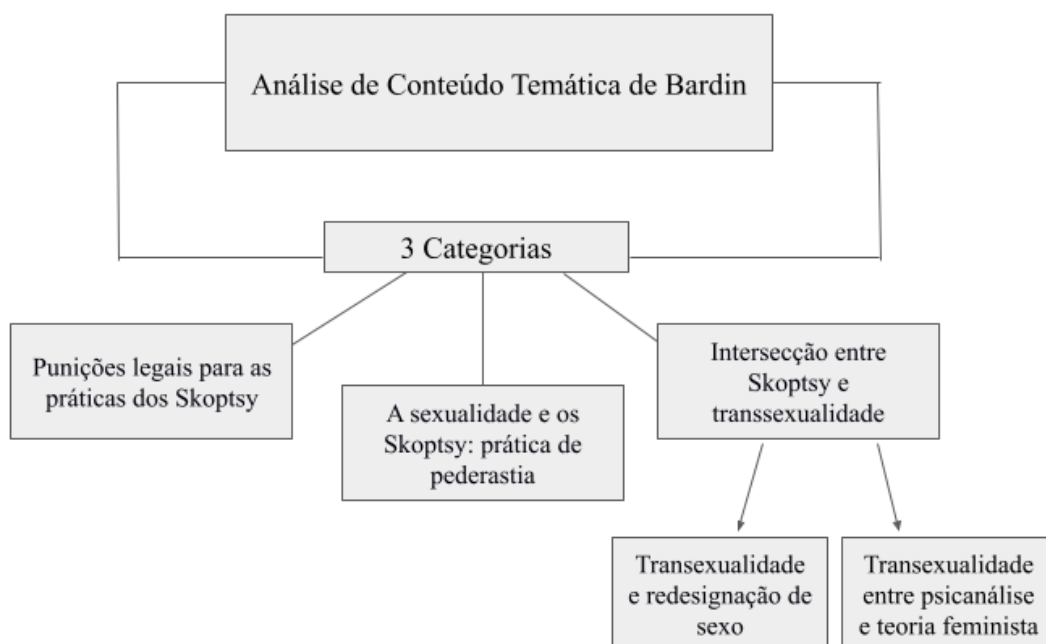 Análise de Conteúdo Temática de Bardin
3 Categorias
Punições legais para as
práticas dos Skoptsy
A sexualidade e os
Skoptsy: prática de
pederastia
Intersecção entre
Skoptsy e
transsexualidade
Transexualidade
e redesignação de
sexo
Transexualidade
entre psicanálise
e teoria feminista